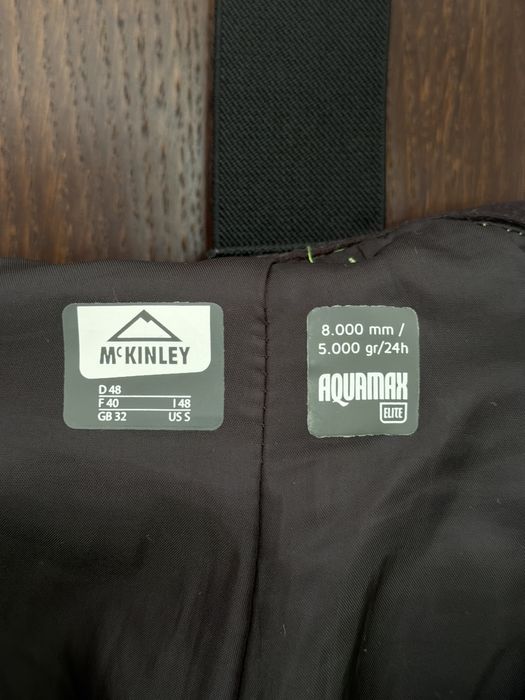 McKINLEY
D 48
F 40 I 48
GB 32 US S
8.000 mm /
5.000 gr/24h
AQUAMAX
ELITE